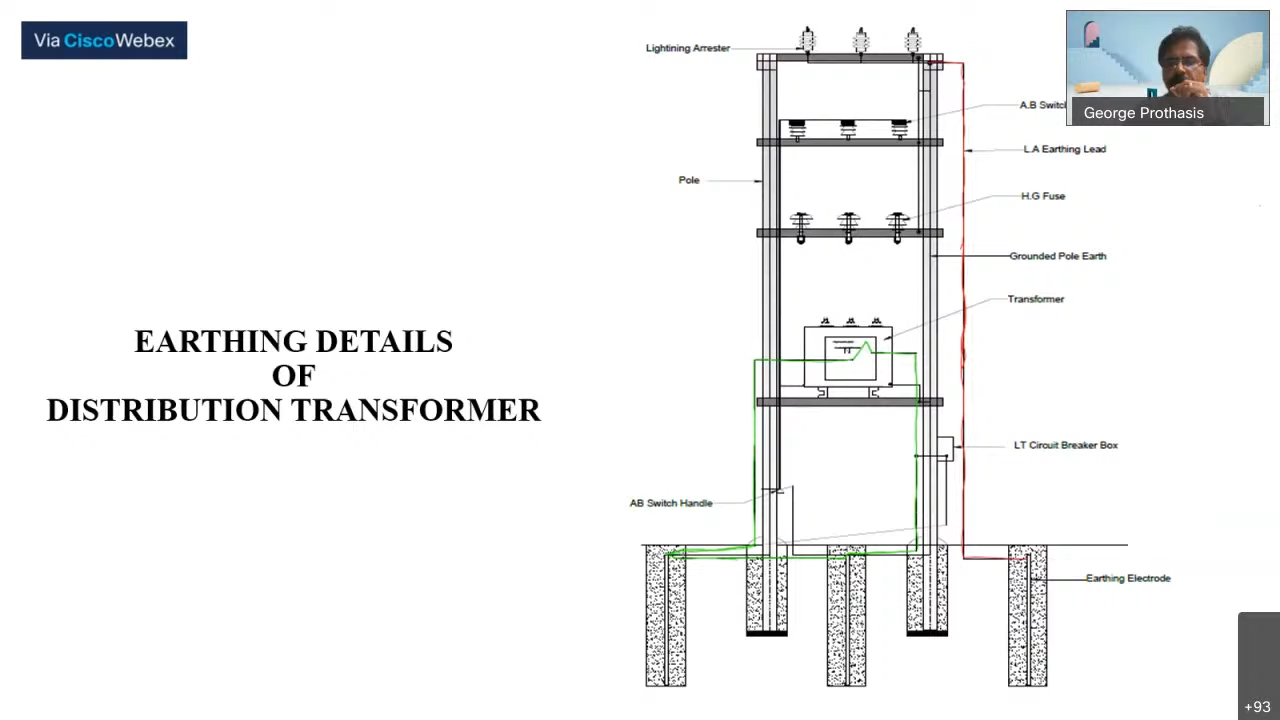 Via CiscoWebex
Lightining Arrester
George Prothasis
L.A Earthing Lead
Pole
H.G Fuse
Grounded Pole Earth
Transformer
EARTHING DETAILS
OF
DISTRIBUTION TRANSFORMER
LT Circuit Breaker Box
AB Switch Handle
Earthing Electrode
+93